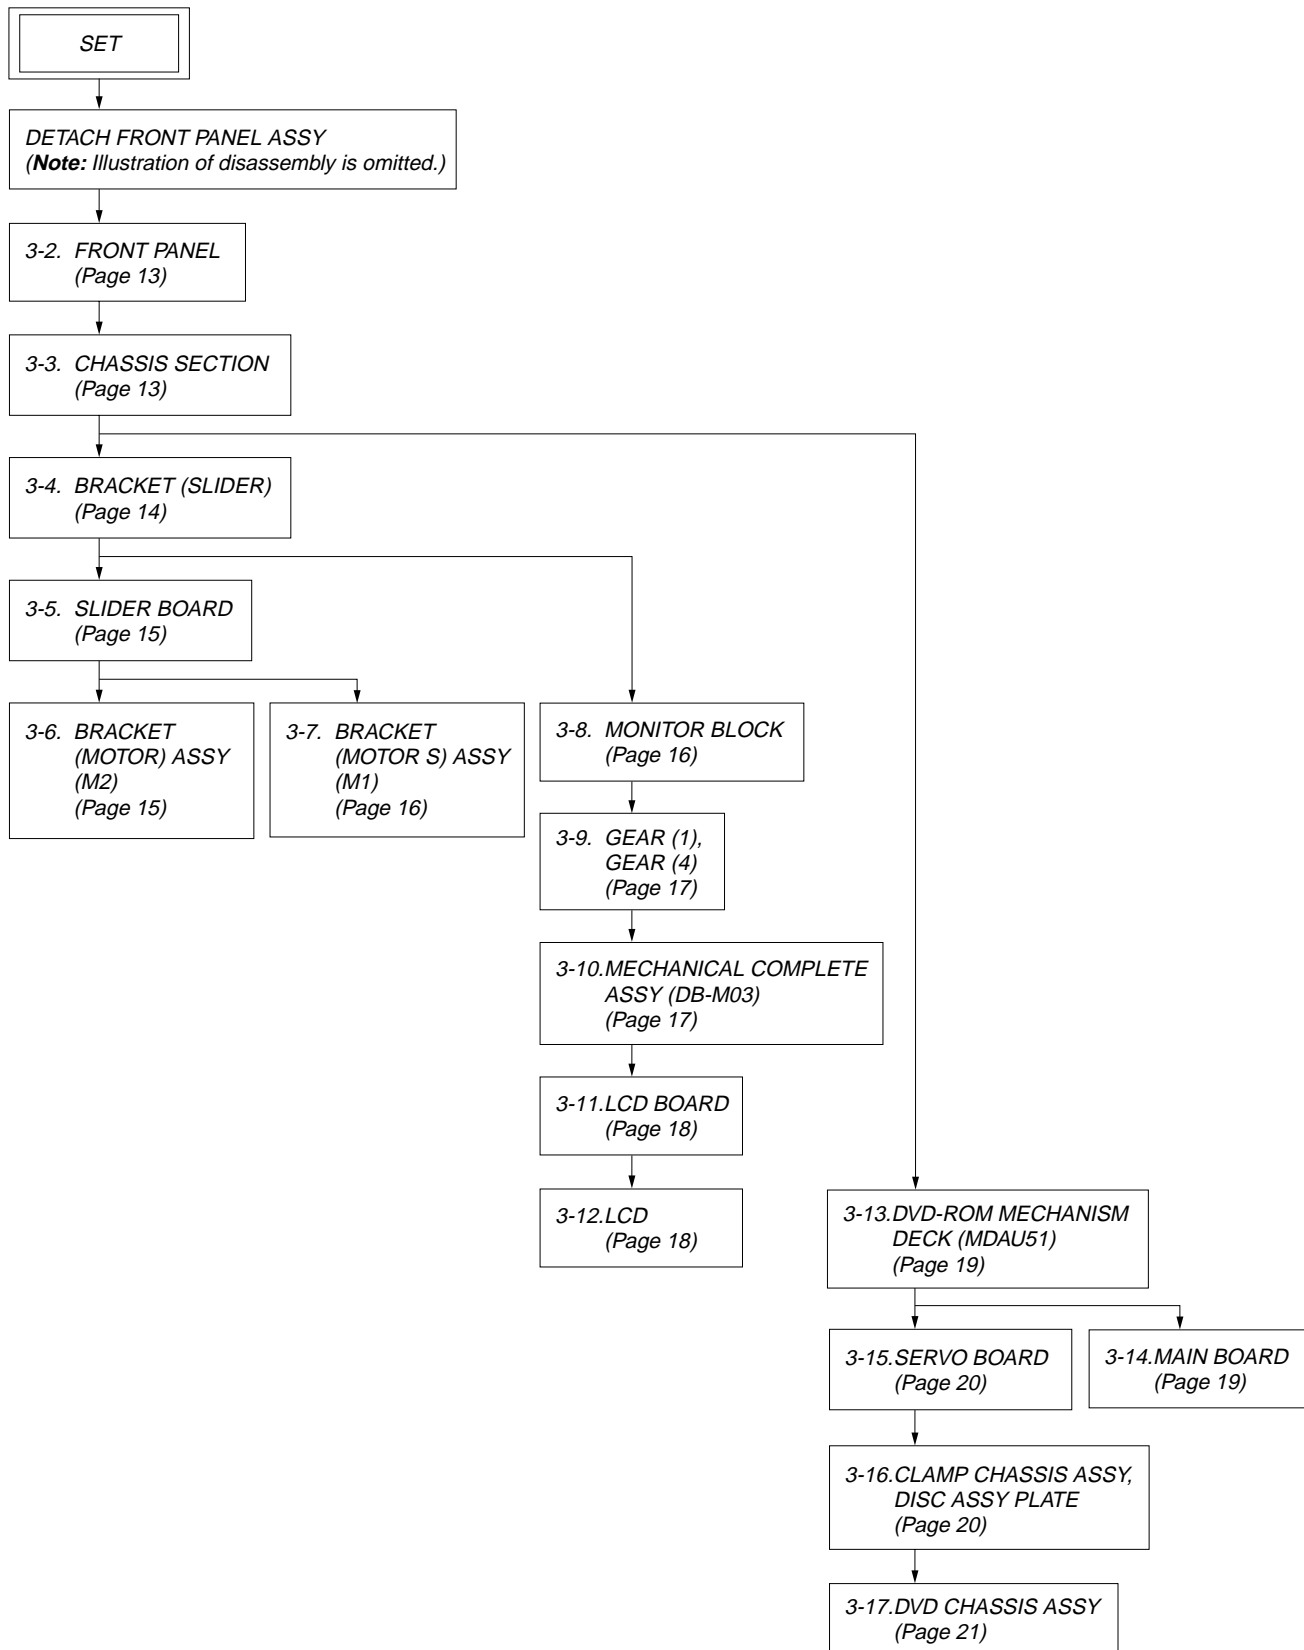 SET
DETACH FRONT PANEL ASSY
(Note: Illustration of disassembly is omitted.)
3-2. FRONT PANEL
(Page 13)
3-3. CHASSIS SECTION
(Page 13)
3-4. BRACKET (SLIDER)
(Page 14)
3-5. SLIDER BOARD
(Page 15)
3-6. BRACKET
(MOTOR) ASSY
(M2)
(Page 15)
3-7. BRACKET
(MOTOR S) ASSY
(M1)
(Page 16)
3-8. MONITOR BLOCK
(Page 16)
3-9. GEAR (1),
GEAR (4)
(Page 17)
3-10.MECHANICAL COMPLETE
ASSY (DB-M03)
(Page 17)
3-11.LCD BOARD
(Page 18)
3-12.LCD
(Page 18)
3-13.DVD-ROM MECHANISM
DECK (MDAU51)
(Page 19)
3-15.SERVO BOARD
(Page 20)
3-14.MAIN BOARD
(Page 19)
3-16.CLAMP CHASSIS ASSY,
DISC ASSY PLATE
(Page 20)
3-17.DVD CHASSIS ASSY
(Page 21)